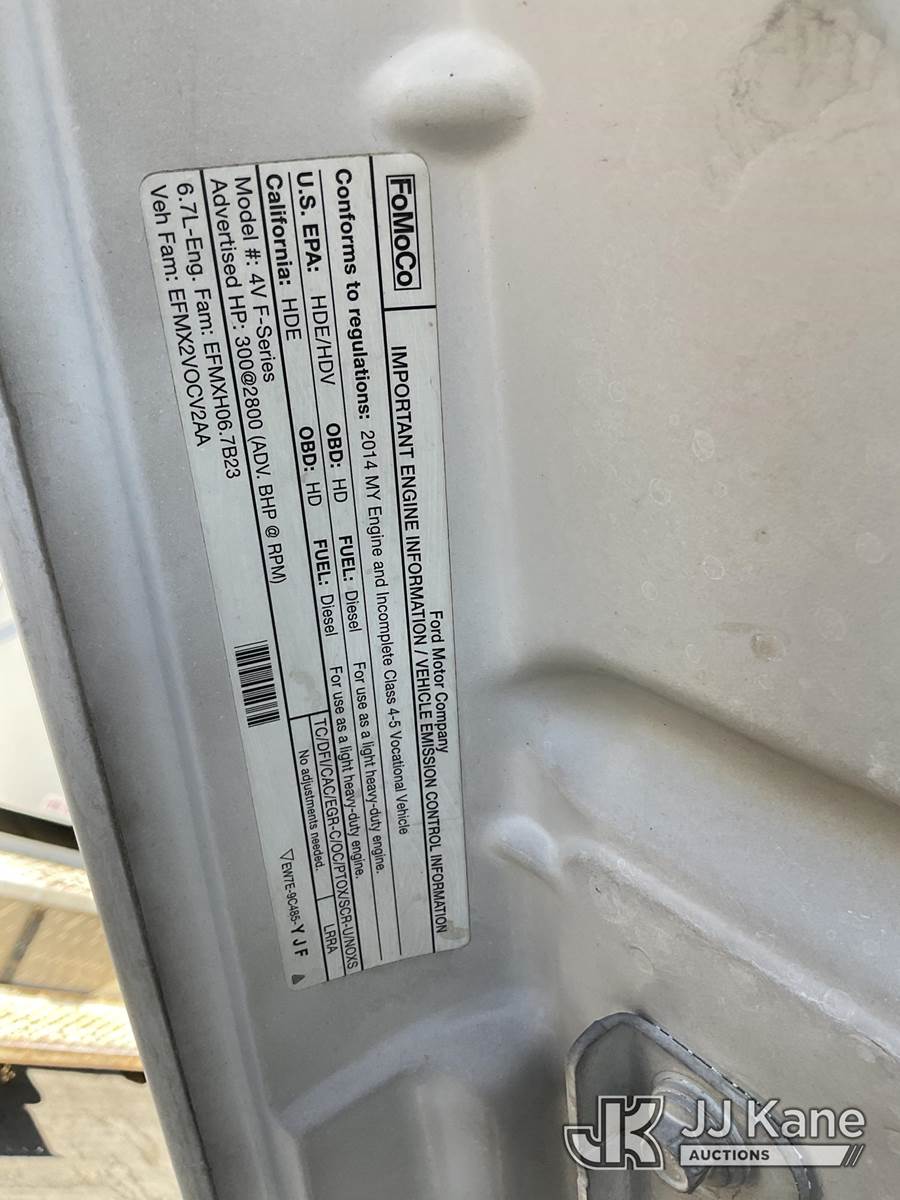 FoMoCo
Ford Motor Company
IMPORTANT ENGINE INFORMATION / VEHICLE EMISSION CONTROL INFORMATION
Conforms to regulations: 2014 MY Engine and Incomplete Class 4-5 Vocational Vehicle
U.S. EPA: HDE/HDV OBD: HD FUEL: Diesel For use as a light heavy-duty engine.
California: HDE OBD: HD FUEL: Diesel For use as a light heavy-duty engine.
Model #: 4V F-Series
Advertised HP: 300@2800 (ADV. BHP @ RPM)
6.7L-Eng. Fam: EFMXH06.7B23
Veh Fam: EFMX2VOCV2AA
TC/DFI/CAC/EGR-C/OC/PTOX/SCR-U/NOXS
No adjustments needed. LRRA
EW7E-9C485-Y J F
JK JJ Kane
AUCTIONS